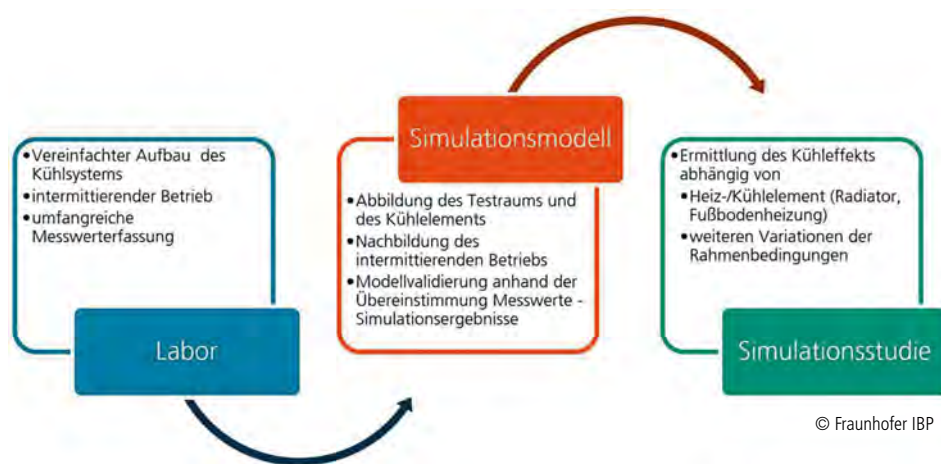 •Vereinfachter Aufbau des
Kühlsystems
•intermittierender Betrieb
•umfangreiche
Messwerterfassung
Labor
Simulationsmodell
•Abbildung des Testraums und
des Kühlelements
•Nachbildung des
intermittierenden Betriebs
•Modellvalidierung anhand der
Übereinstimmung Messwerte -
Simulationsergebnisse
•Ermittlung des Kühleffekts
abhängig von
•Heiz-/Kühlelement (Radiator,
Fußbodenheizung)
•weiteren Variationen der
Rahmenbedingungen
Simulationsstudie
© Fraunhofer IBP